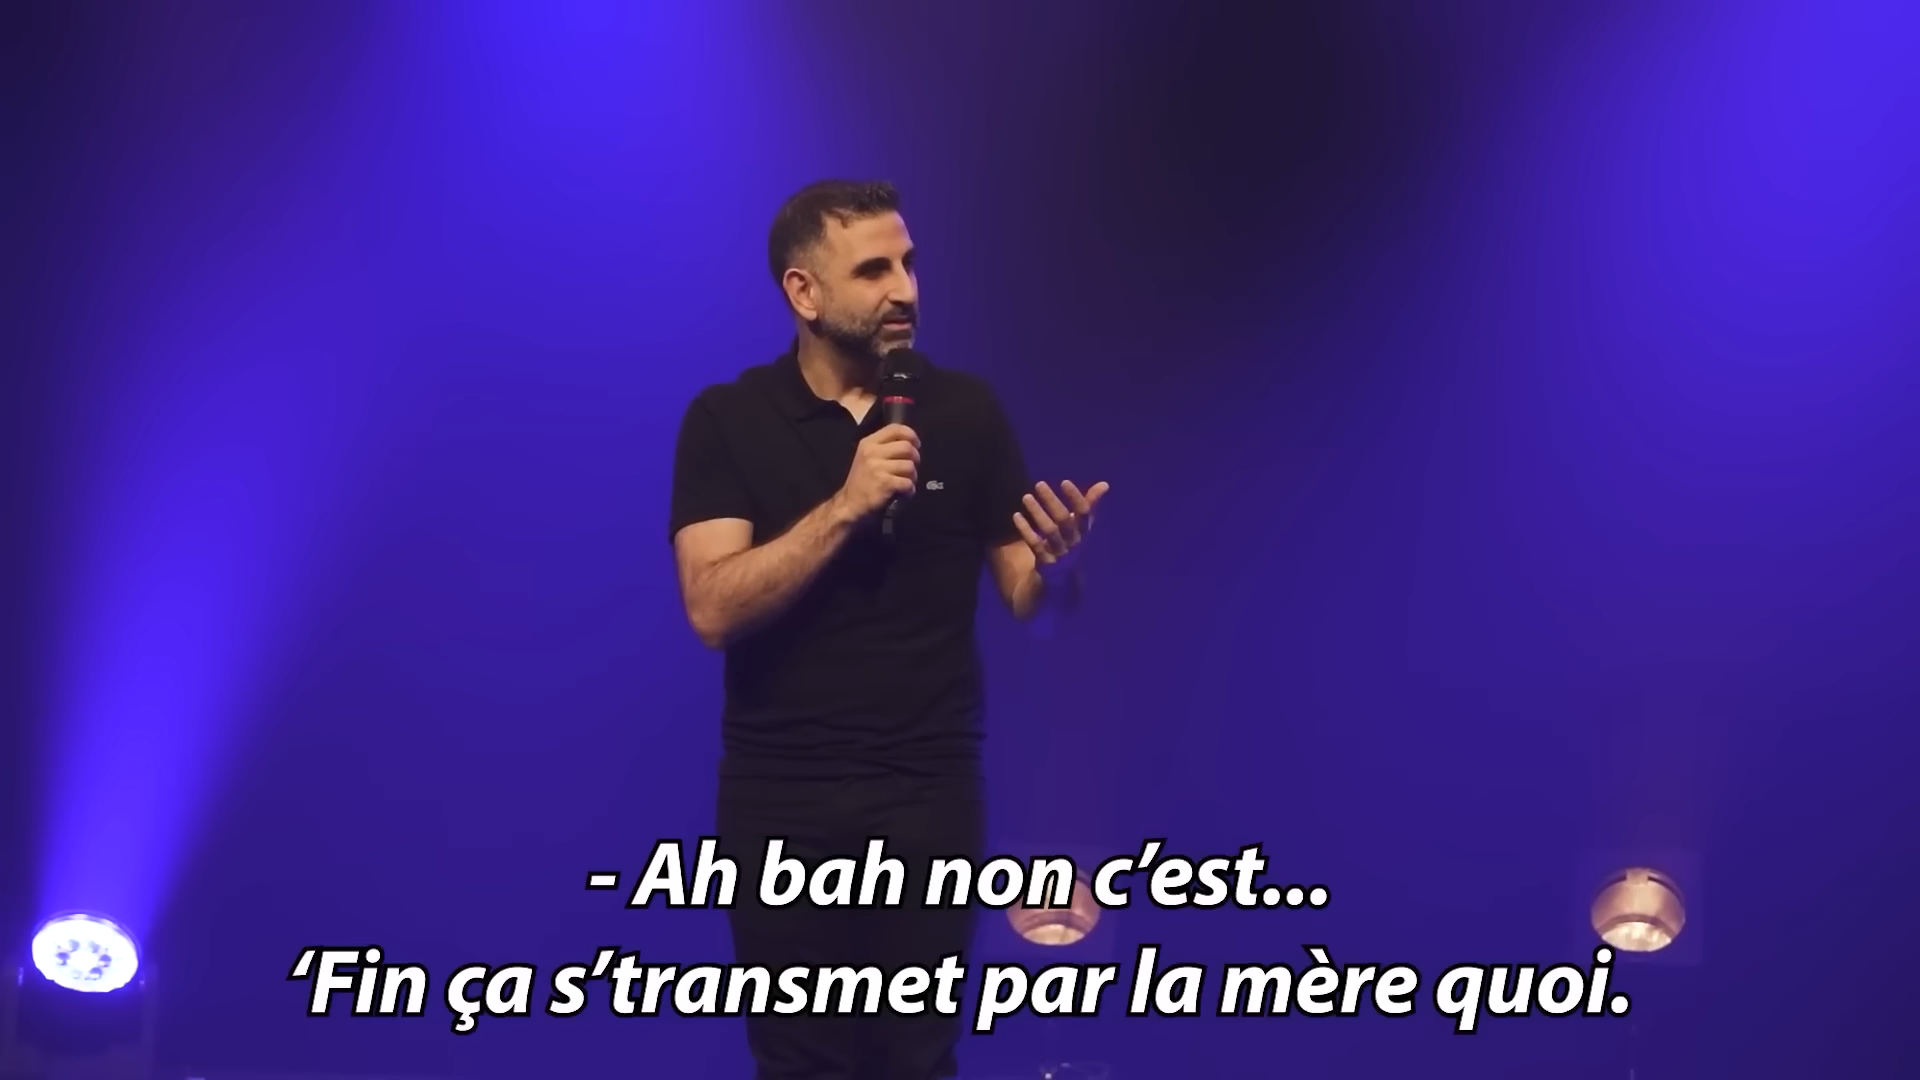 - Ah bah non c’est...
‘Fin ça s’transmet par la mère quoi.